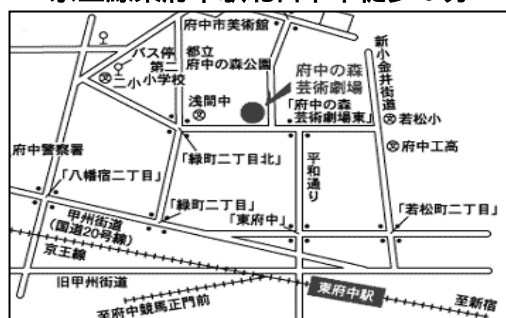 府中市美術館
バス停
第二
小学校
二小
都立
府中の森公園
府中の森
芸術劇場
新小金井街道
浅間中
「府中の森
芸術劇場東」
若松小
府中工高
府中警察署
「緑町二丁目北」
平和通り
「八幡宿二丁目」
「緑町二丁目」
「若松町二丁目」
甲州街道
(国道20号線)
「東府中」
京王線
旧甲州街道
東府中駅
至府中競馬正門前
至新宿